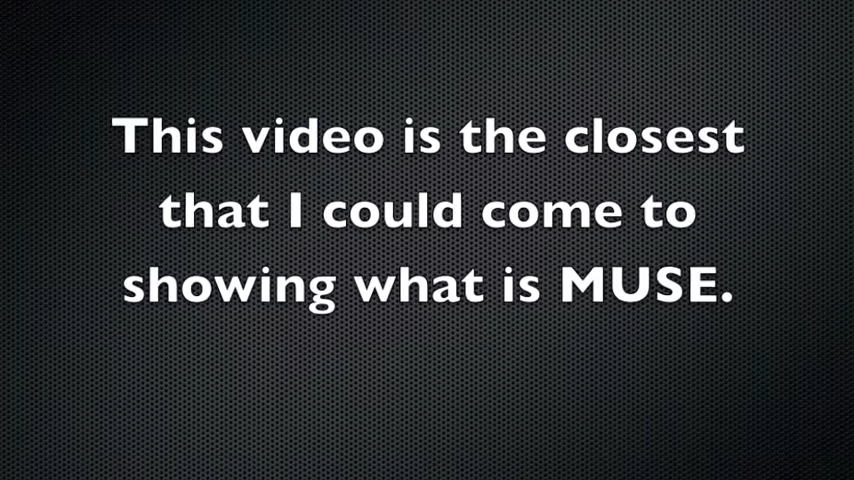 This video is the closest
that I could come to
showing what is MUSE.